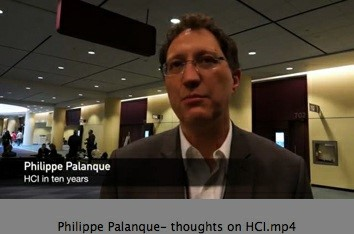 Philippe Palanque
HCI in ten years
Philippe Palanque- thoughts on HCI.mp4